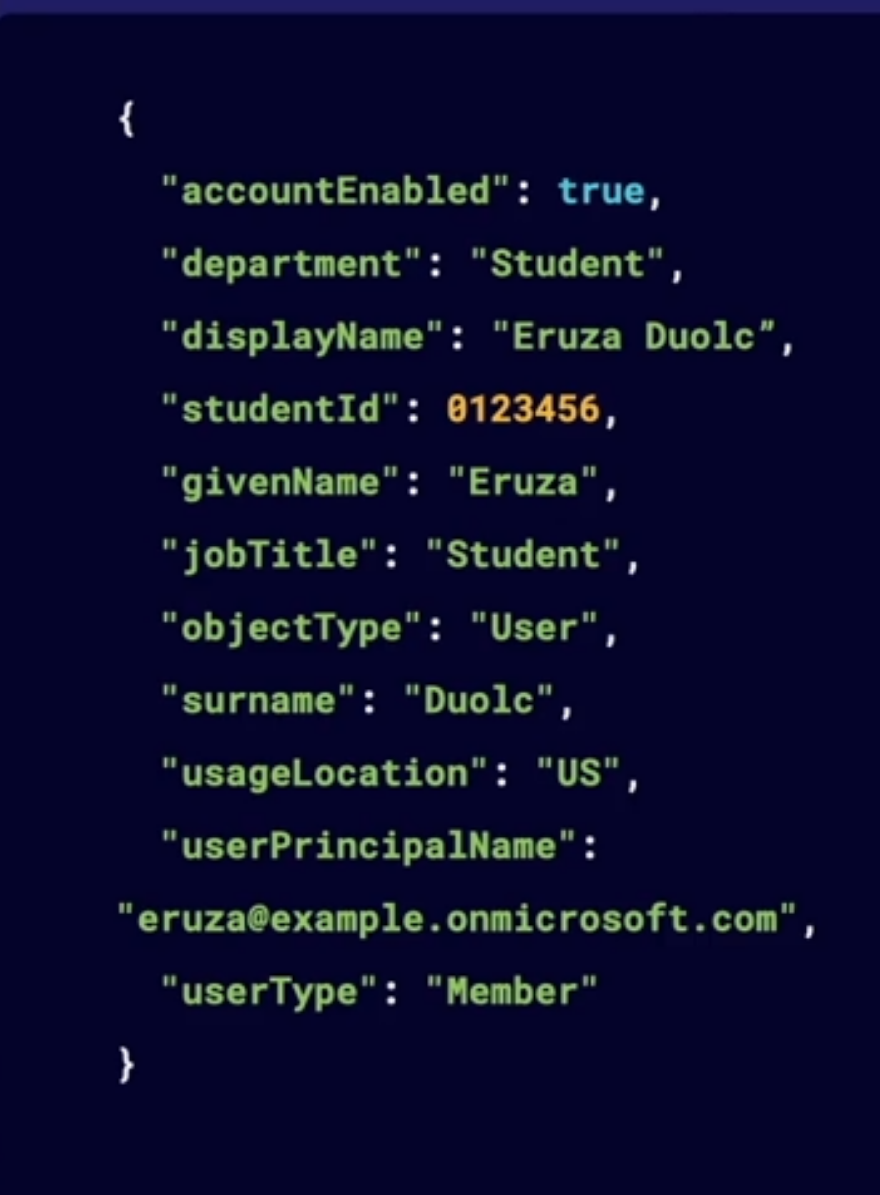 {
"accountEnabled": true,
"department": "Student",
"displayName": "Eruza Duolc”,
"studentId": 0123456,
"givenName": "Eruza",
"jobTitle": "Student",
"objectType": "User",
"surname": "Duolc",
"usageLocation": "US",
"userPrincipalName":
"eruza@example.onmicrosoft.com",
"userType": "Member"
}